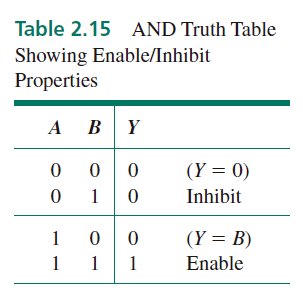 Table 2.15 AND Truth Table
Showing Enable/Inhibit
Properties
A B Y
0 0 0 (Y = 0)
0 1 0 Inhibit
1 0 0 (Y = B)
1 1 1 Enable